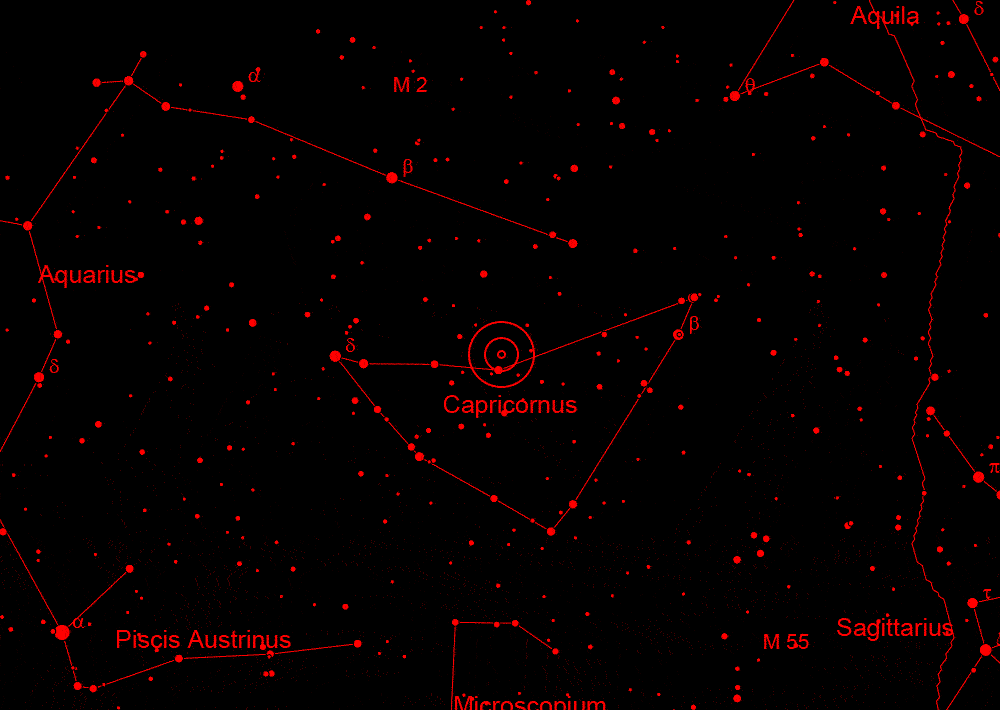 Aquila
δ
α
M 2
θ
β
Aquarius
β
δ
δ
Capricornus
π
τ
α
Piscis Austrinus
M 55
Sagittarius
Microscopium